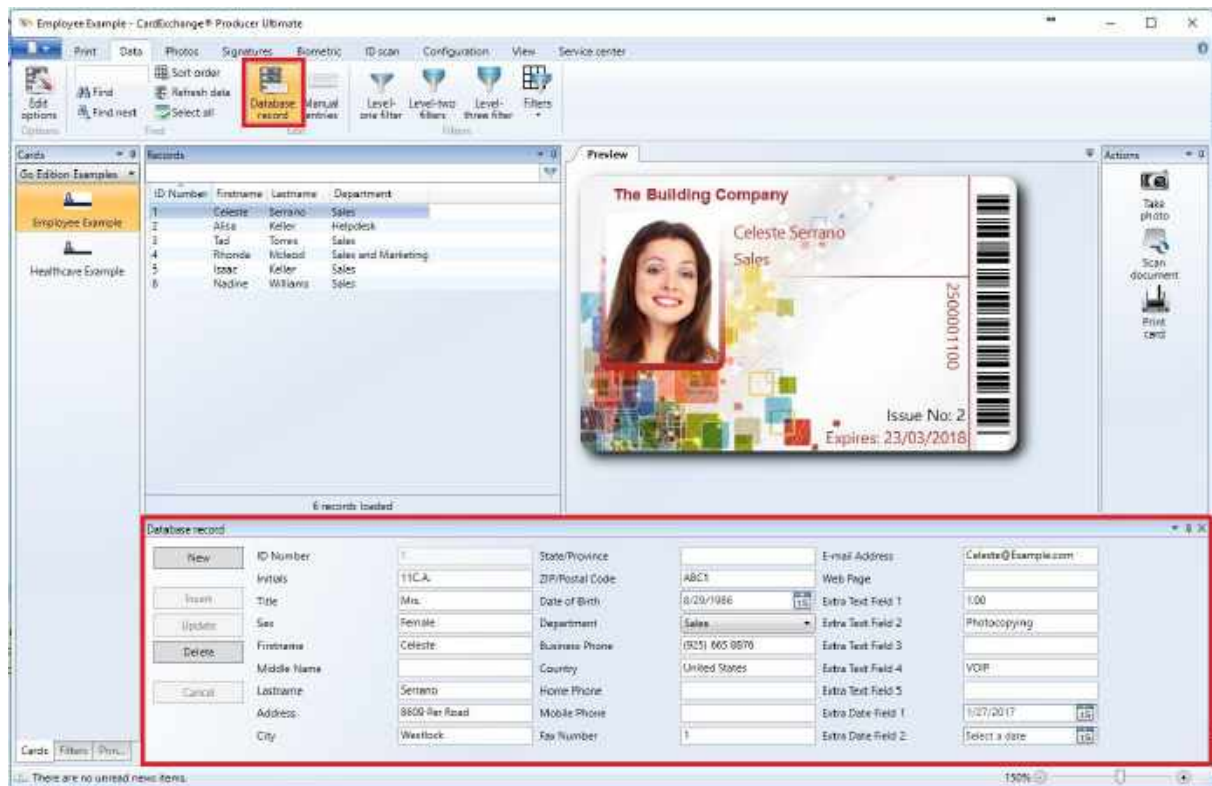 Employee Example - CardExchange® Producer Ultimate
Print Data Photos Signatures Biometric ID scan Configuration View Service center
Edit options
Find
Find next
Sort order
Refresh data
Select all
Database record
Manual entries
Level-one filter
Level-two filters
Level-three filter
Filters
Options
Find
Edit
Filters
Cards
Go Edition Examples
Employee Example
Healthcare Example
Records
ID Number Firstname Lastname Department
1 Celeste Serrano Sales
2 Alisa Keller Helpdesk
3 Tad Torres Sales
4 Rhonda Mcleod Sales and Marketing
5 Isaac Keller Sales
6 Nadine Williams Sales
6 records loaded
Preview
The Building Company
Celeste Serrano
Sales
2500001100
Issue No: 2
Expires: 23/03/2018
Actions
Take photo
Scan document
Print card
Database record
New
Insert
Update
Delete
Cancel
ID Number 1
Initials 11C.A.
Title Mrs.
Sex Female
Firstname Celeste
Middle Name
Lastname Serrano
Address 8609 Par Road
City Westlock
State/Province
ZIP/Postal Code ABC1
Date of Birth 8/29/1986 15
Department Sales
Business Phone (925) 665 8876
Country United States
Home Phone
Mobile Phone
Fax Number 1
E-mail Address Celeste@Example.com
Web Page
Extra Text Field 1 1.00
Extra Text Field 2 Photocopying
Extra Text Field 3
Extra Text Field 4 VOIP
Extra Text Field 5
Extra Date Field 1 1/27/2017 15
Extra Date Field 2 Select a date 15
Cards Filters Prin...
There are no unread news items.
150%